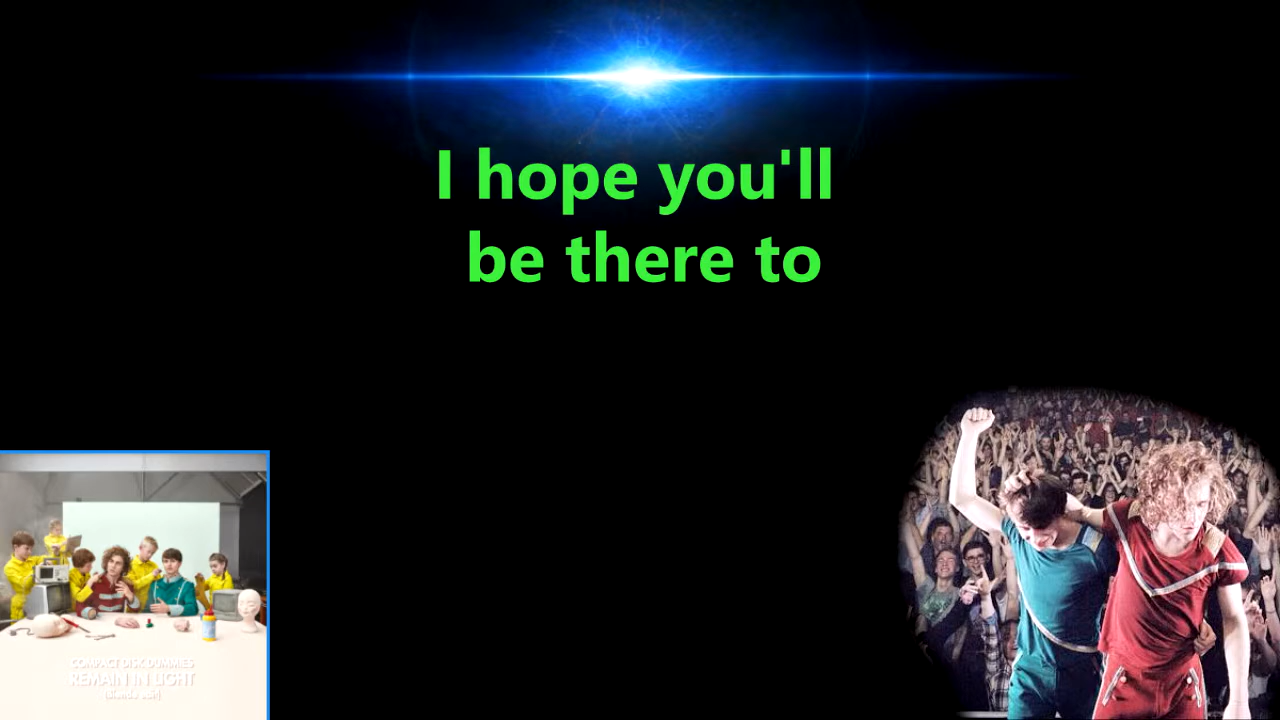 I hope you'll
be there to
COMPACT DISK DUMMIES
REMAIN IN LIGHT